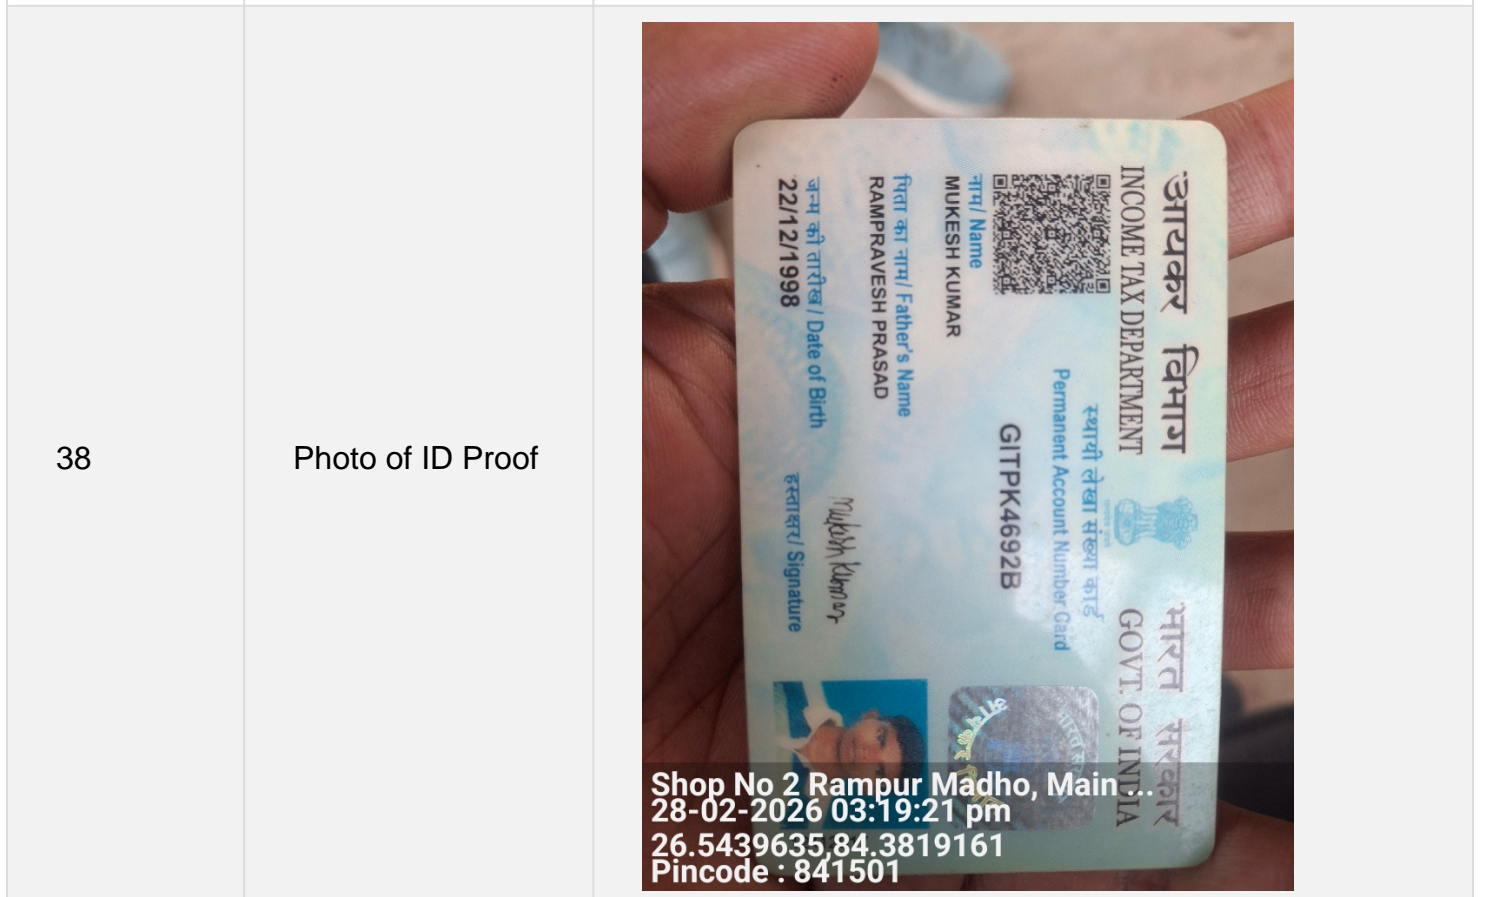 38
Photo of ID Proof
आयकर विभाग
INCOME TAX DEPARTMENT
भारत सरकार
GOVT. OF INDIA
स्थायी लेखा संख्या कार्ड
Permanent Account Number Card
GITPK4692B
नाम/ Name
MUKESH KUMAR
पिता का नाम/ Father's Name
RAMPRAVESH PRASAD
जन्म की तारीख / Date of Birth
22/12/1998
Mukesh Kumar
हस्ताक्षर/ Signature
Shop No 2 Rampur Madho, Main ...
28-02-2026 03:19:21 pm
26.5439635,84.3819161
Pincode : 841501